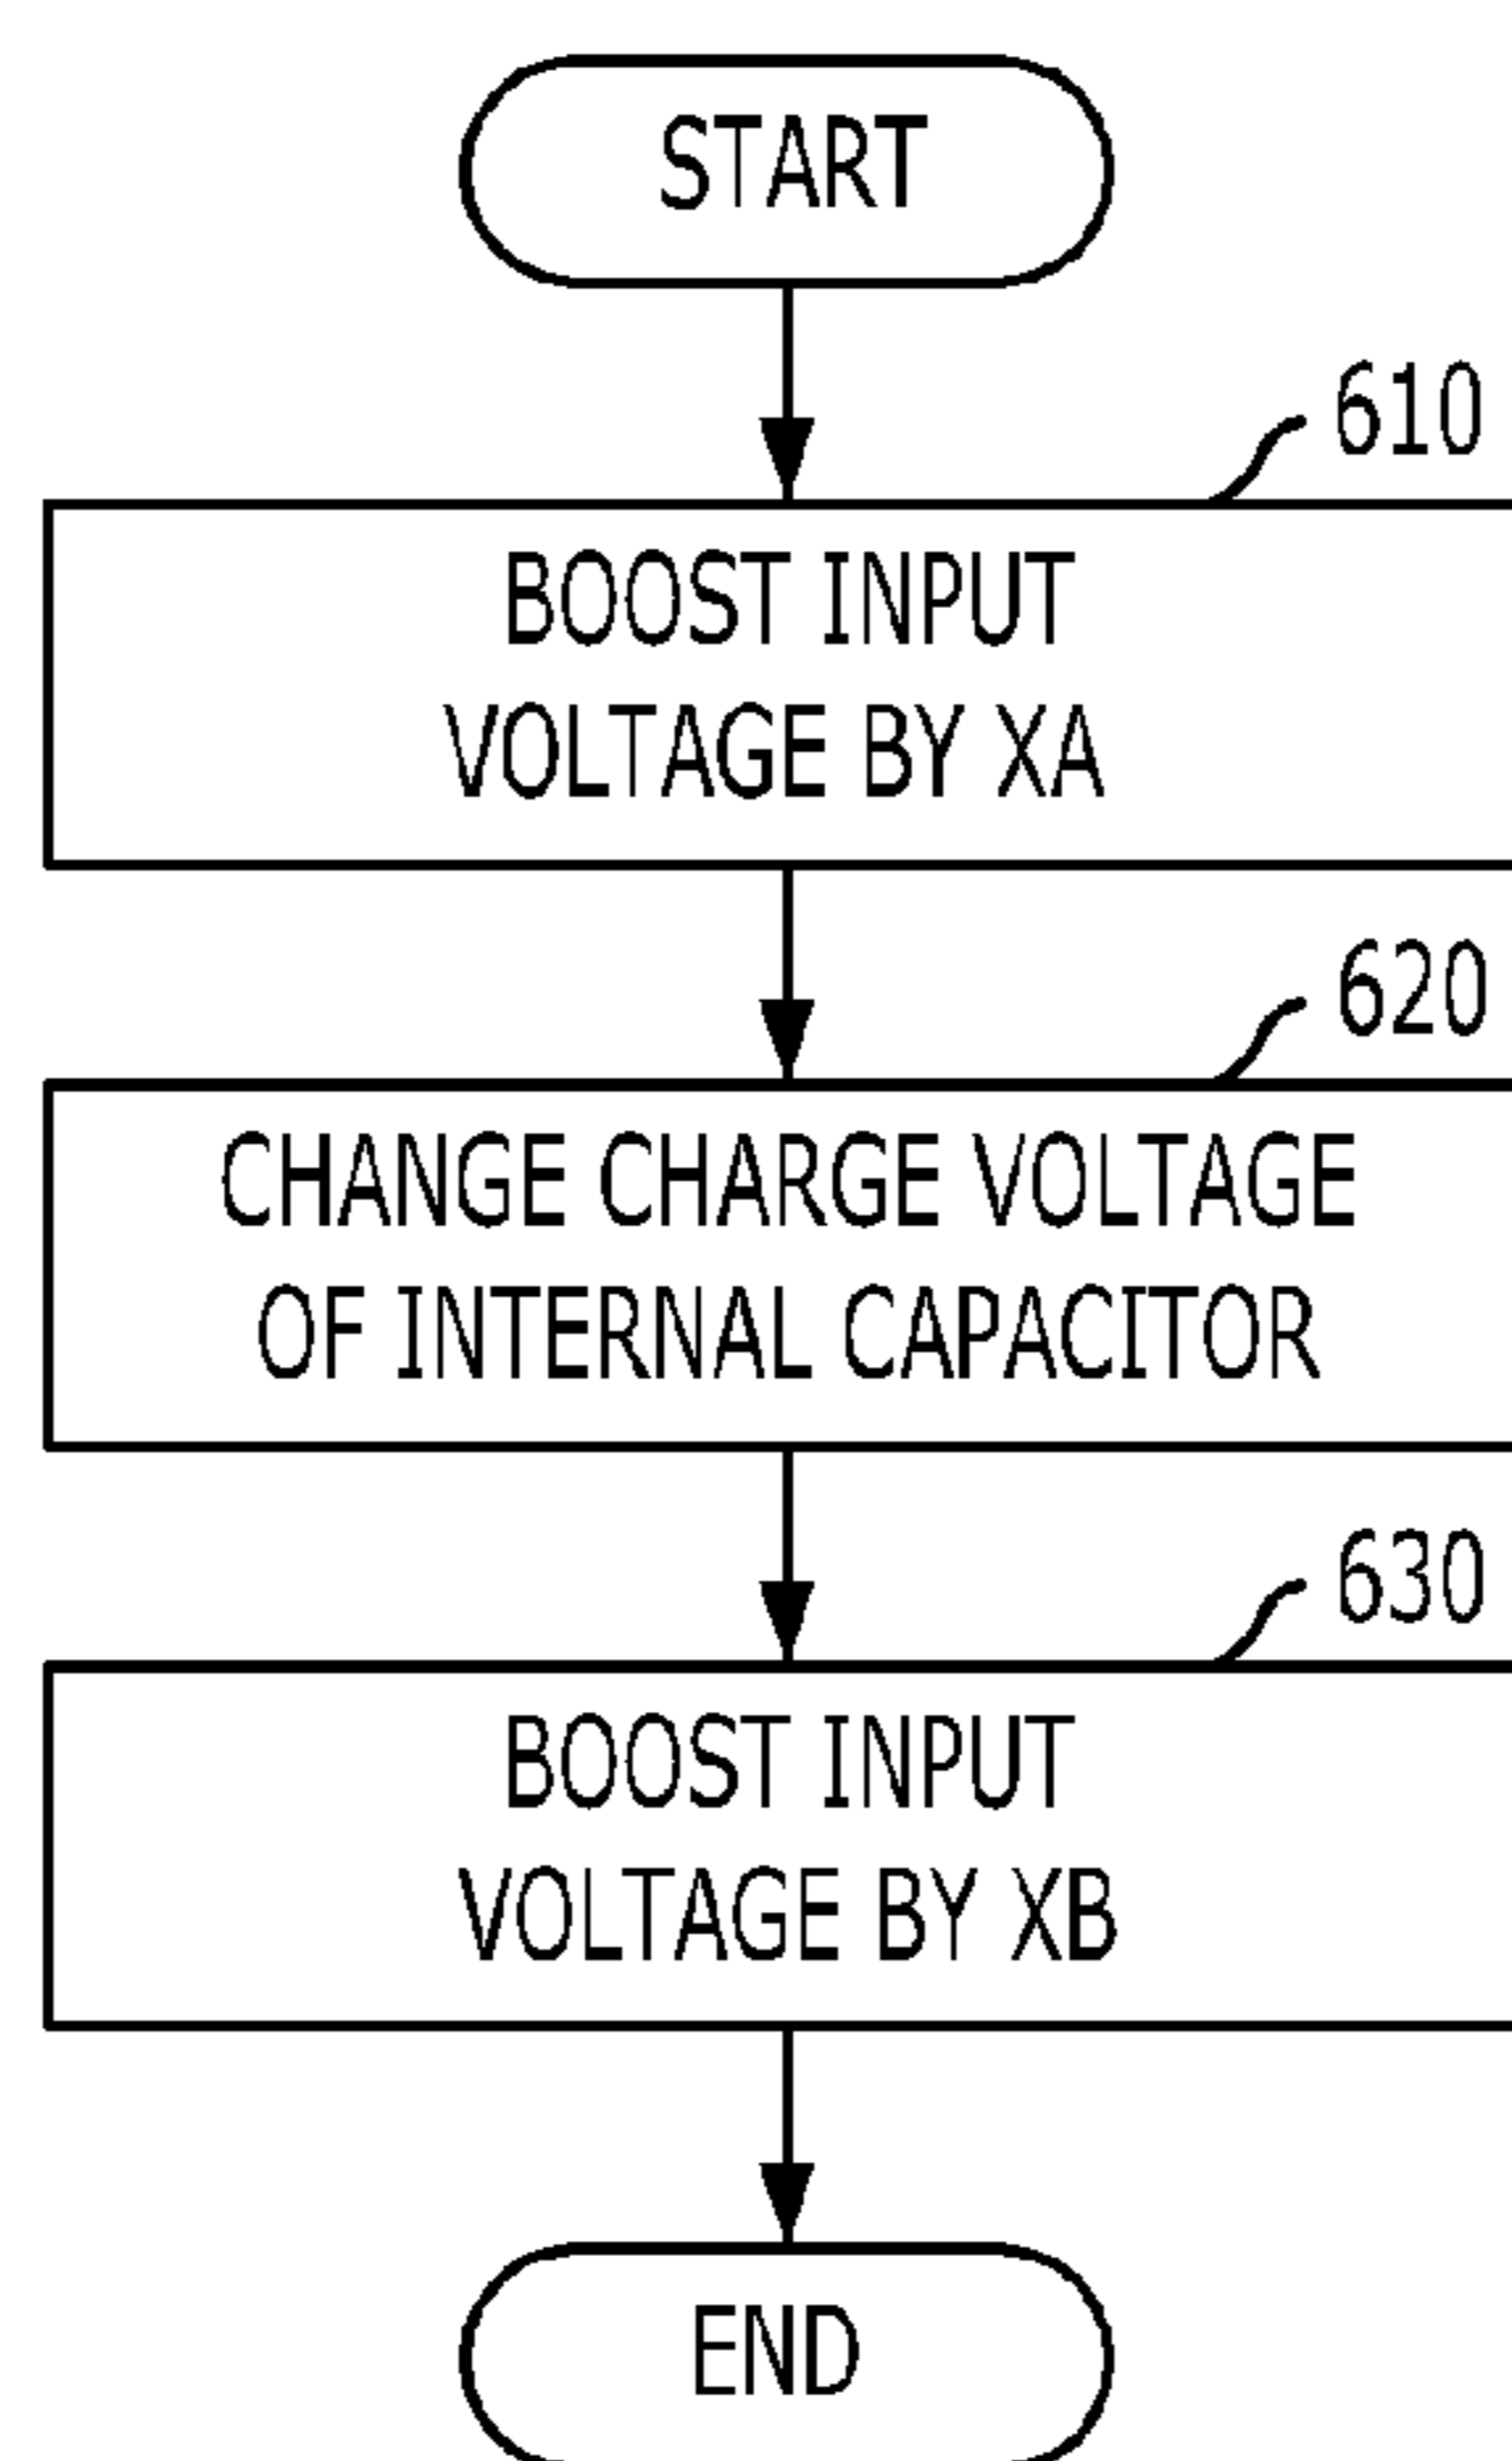 START
610
BOOST INPUT
VOLTAGE BY XA
620
CHANGE CHARGE VOLTAGE
OF INTERNAL CAPACITOR
630
BOOST INPUT
VOLTAGE BY XB
END